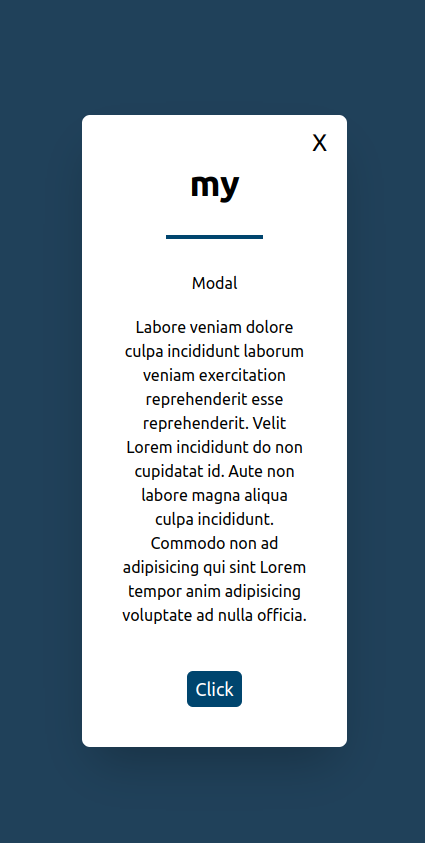 X
my
Modal
Labore veniam dolore
culpa incididunt laborum
veniam exercitation
reprehenderit esse
reprehenderit. Velit
Lorem incididunt do non
cupidatat id. Aute non
labore magna aliqua
culpa incididunt.
Commodo non ad
adipisicing qui sint Lorem
tempor anim adipisicing
voluptate ad nulla officia.
Click